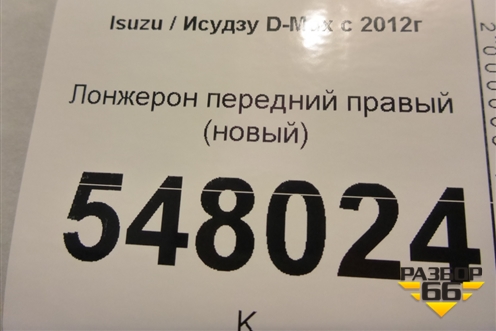 Isuzu / Исудзу D-Max с 2012г
Лонжерон передний правый
(новый)
548024
К
РАЗБОР
66